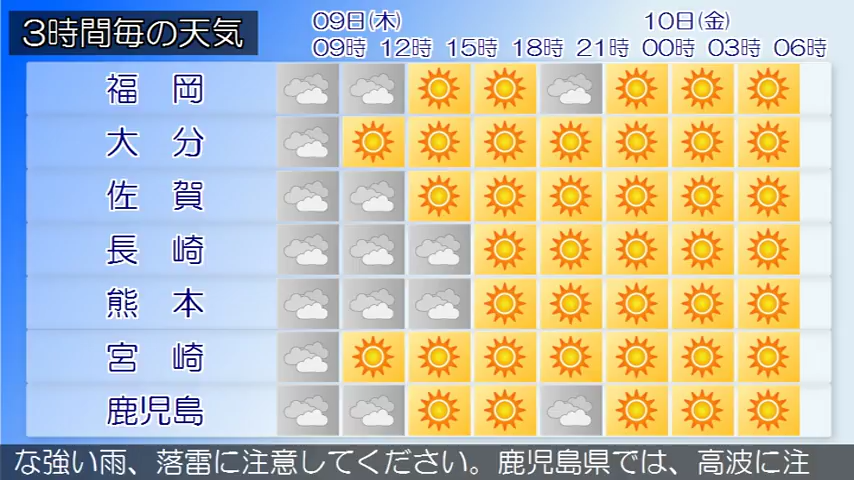 3時間毎の天気
09日(木) 10日(金)
09時 12時 15時 18時 21時 00時 03時 06時
福 岡
大 分
佐 賀
長 崎
熊 本
宮 崎
鹿児島
な強い雨、落雷に注意してください。鹿児島県では、高波に注